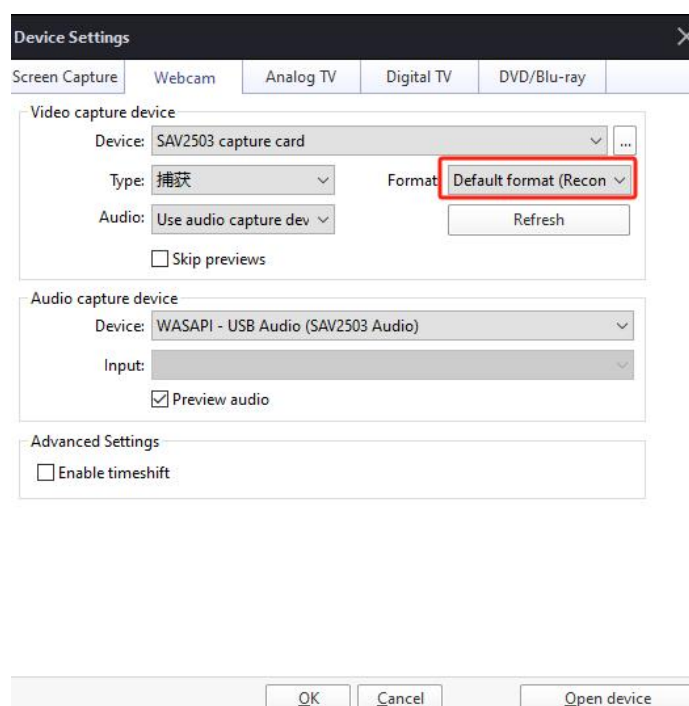 Device Settings
Screen Capture Webcam Analog TV Digital TV DVD/Blu-ray
Video capture device
Device: SAV2503 capture card ...
Type: 捕获 Format Default format (Recon
Audio: Use audio capture dev Refresh
Skip previews
Audio capture device
Device: WASAPI - USB Audio (SAV2503 Audio)
Input:
Preview audio
Advanced Settings
Enable timeshift
OK Cancel Open device